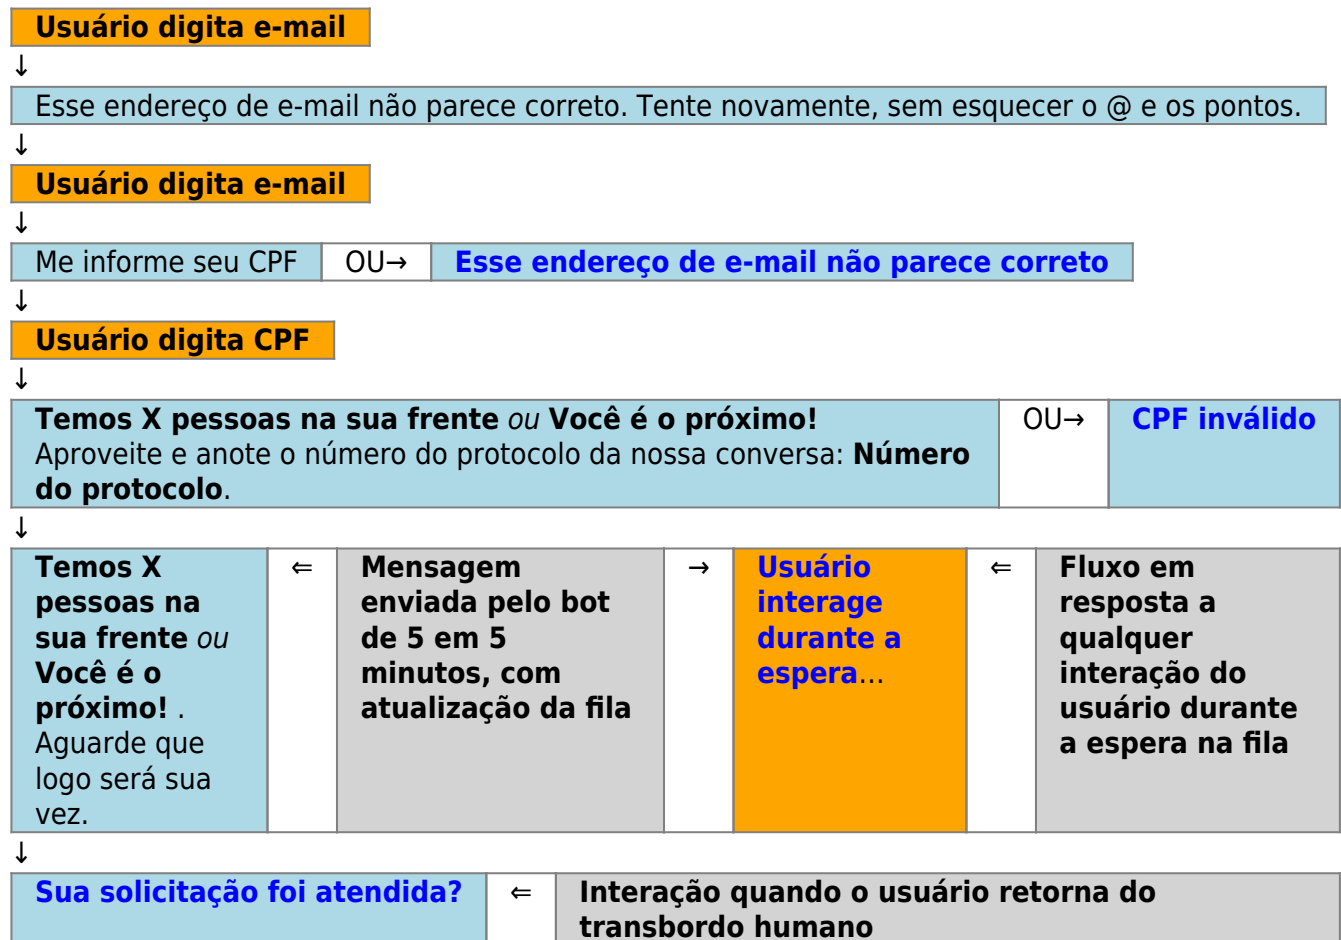 Usuário digita e-mail
↓
Esse endereço de e-mail não parece correto. Tente novamente, sem esquecer o @ e os pontos.
↓
Usuário digita e-mail
↓
Me informe seu CPF OU→ Esse endereço de e-mail não parece correto
↓
Usuário digita CPF
↓
Temos X pessoas na sua frente ou Você é o próximo!
Aproveite e anote o número do protocolo da nossa conversa: Número
do protocolo.
OU→
CPF inválido
↓
Temos X
pessoas na
sua frente ou
Você é o
próximo! .
Aguarde que
logo será sua
vez.
⇐
Mensagem
enviada pelo bot
de 5 em 5
minutos, com
atualização da fila
→
Usuário
interage
durante a
espera...
⇐
Fluxo em
resposta a
qualquer
interação do
usuário durante
a espera na fila
↓
Sua solicitação foi atendida?
⇐
Interação quando o usuário retorna do
transbordo humano